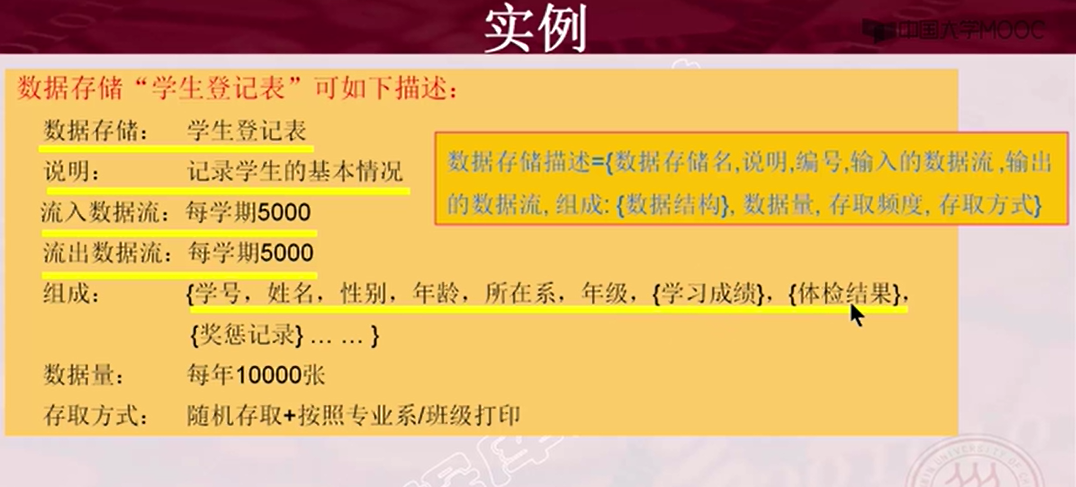 实例
中国大学MOOC
数据存储“学生登记表”可如下描述：
数据存储： 学生登记表
说明： 记录学生的基本情况
流入数据流：每学期5000
流出数据流：每学期5000
组成： {学号，姓名，性别，年龄，所在系，年级，{学习成绩}，{体检结果}，
{奖惩记录} … … }
数据量： 每年10000张
存取方式： 随机存取+按照专业系/班级打印
数据存储描述={数据存储名,说明,编号,输入的数据流 ,输出
的数据流, 组成: {数据结构}, 数据量, 存取频度, 存取方式}